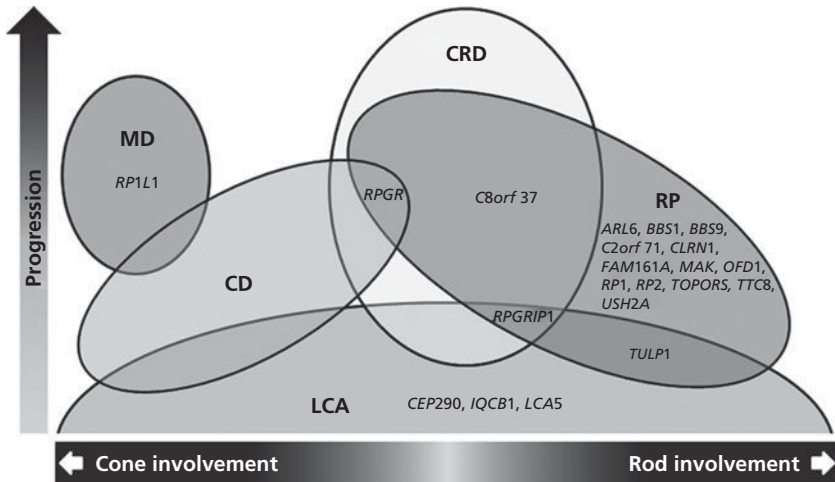 CRD
MD
RP1L1
RPGR
C8orf 37
RP
ARL6, BBS1, BBS9,
C2orf 71, CLRN1,
FAM161A, MAK, OFD1,
RP1, RP2, TOPORS, TTC8,
USH2A
CD
RPGRIP1
TULP1
LCA
CEP290, IQCB1, LCA5
Progression
Cone involvement
Rod involvement